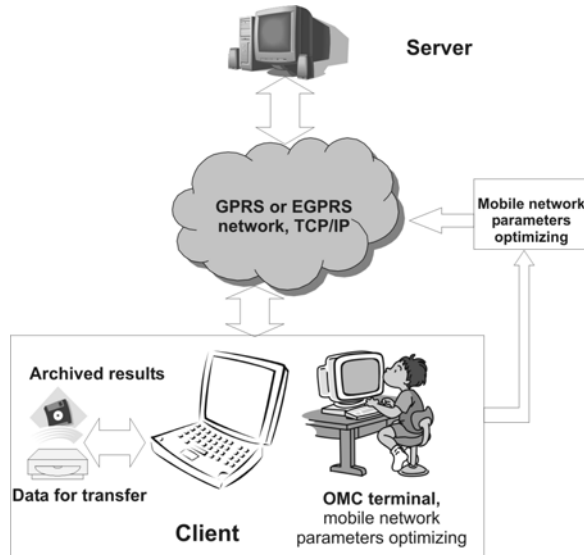 Server
GPRS or EGPRS
network, TCP/IP
Mobile network
parameters
optimizing
Archived results
Data for transfer
Client
OMC terminal,
mobile network
parameters optimizing